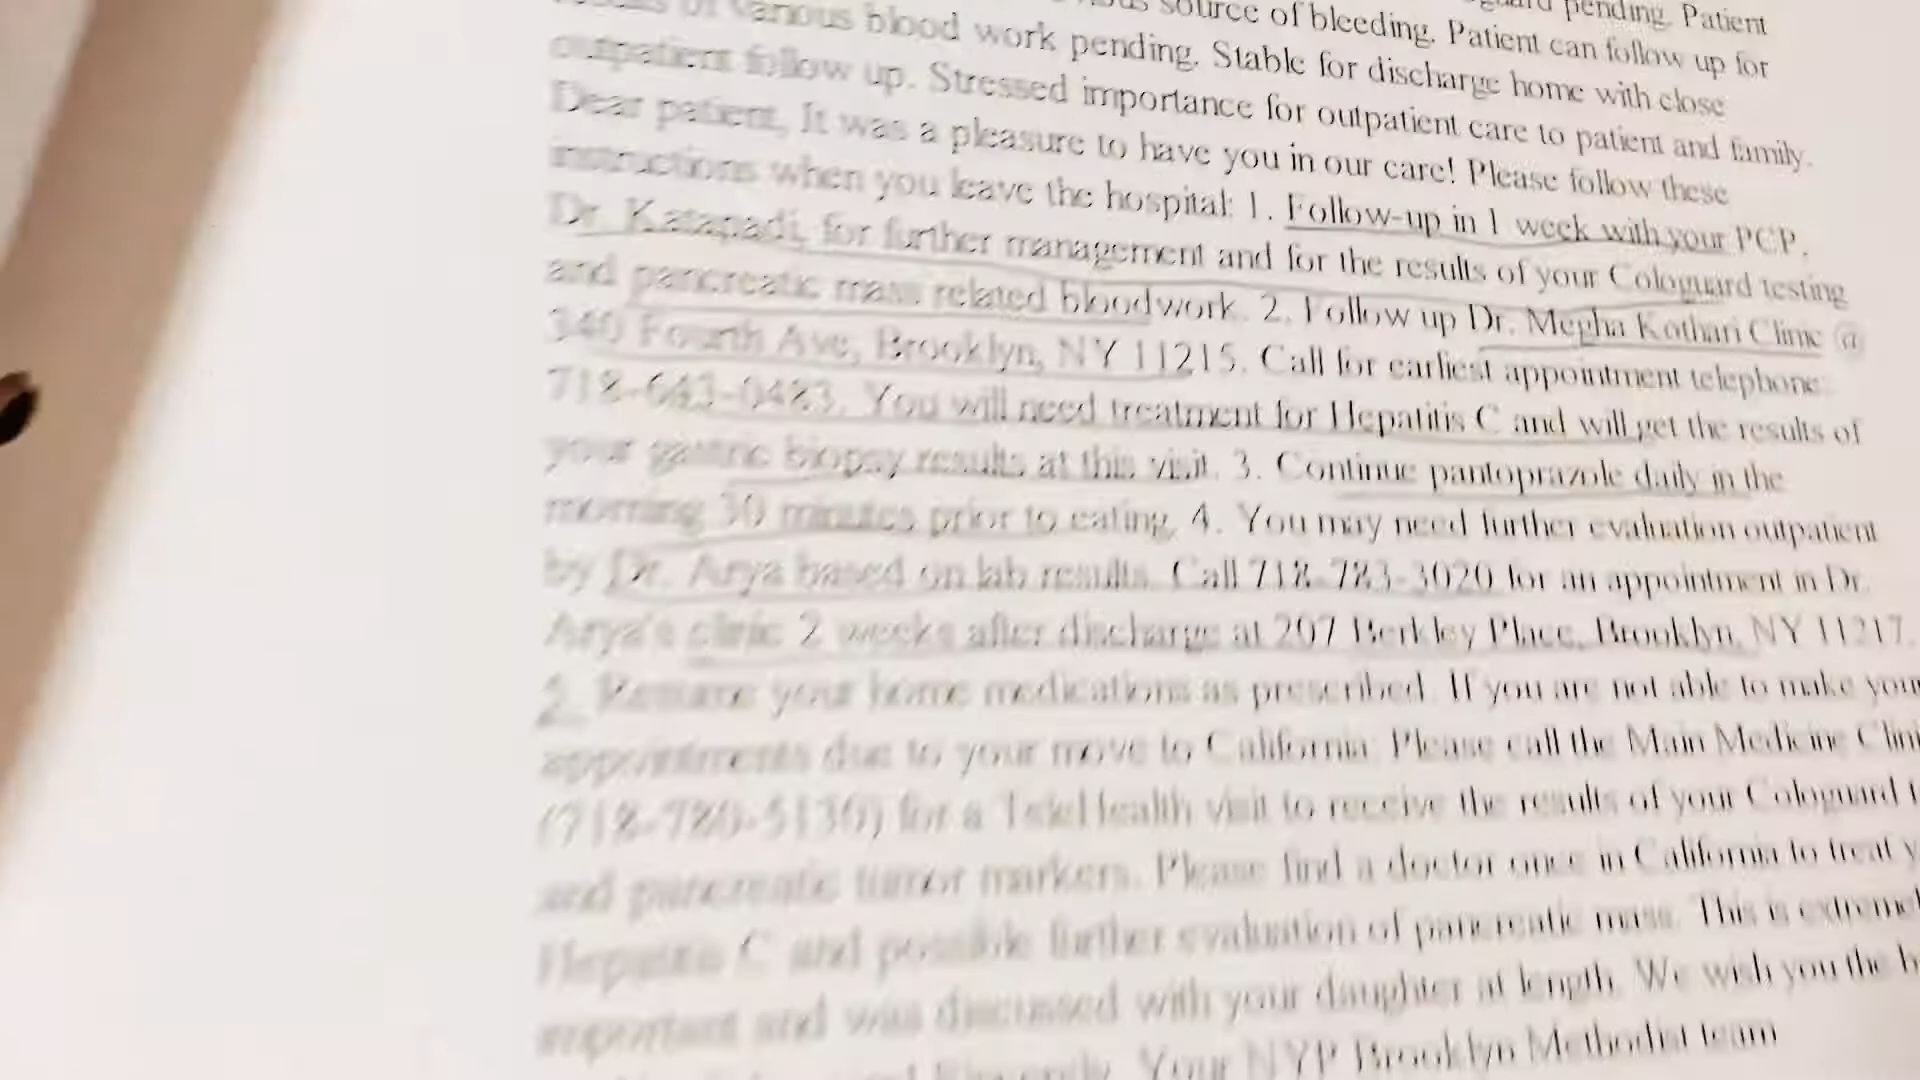 source of bleeding. Patient can follow up for
results of various blood work pending. Stable for discharge home with close
outpatient follow up. Stressed importance for outpatient care to patient and family.
Dear patient, It was a pleasure to have you in our care! Please follow these
instructions when you leave the hospital: 1. Follow-up in 1 week with your PCP,
Dr. Katapadi, for further management and for the results of your Cologuard testing
and pancreatic mass related bloodwork. 2. Follow up Dr. Megha Kothari Clinic @
340 Fourth Ave, Brooklyn, NY 11215. Call for earliest appointment telephone:
718-643-0483. You will need treatment for Hepatitis C and will get the results of
your gastric biopsy results at this visit. 3. Continue pantoprazole daily in the
morning 30 minutes prior to eating. 4. You may need further evaluation outpatient
by Dr. Arya based on lab results. Call 718-783-3020 for an appointment in Dr.
Arya's clinic 2 weeks after discharge at 207 Berkley Place, Brooklyn, NY 11217.
5. Resume your home medications as prescribed. If you are not able to make your
appointments due to your move to California: Please call the Main Medicine
for a TeleHealth visit to receive the results of your Cologuard
and pancreatic tumor markers. Please find a doctor once in California to treat
Hepatitis C and possible further evaluation of pancreatic mass. This is
important and was discussed with your daughter at length. We wish you the
Sincerely, Your NYP Brooklyn Methodist team